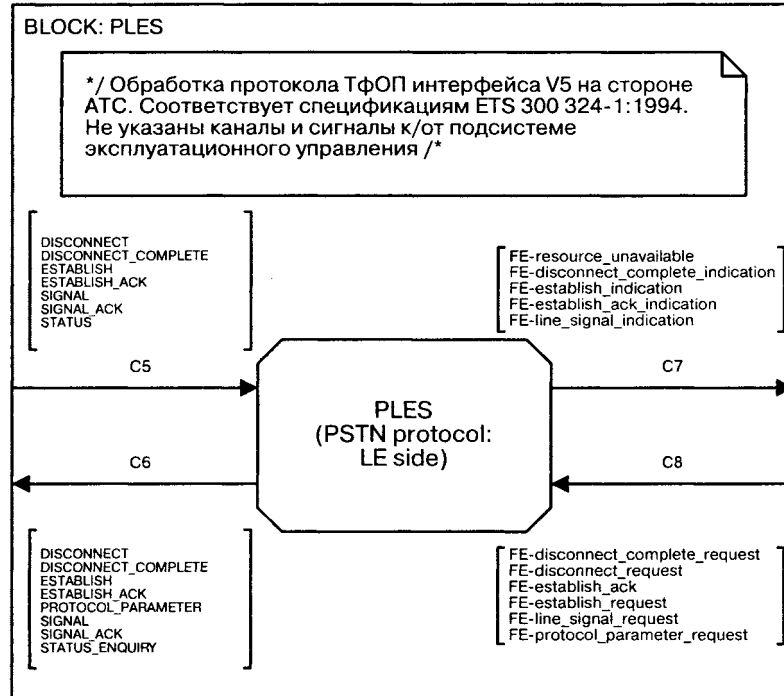 BLOCK: PLES
*/ Обработка протокола ТфОП интерфейса V5 на стороне
АТС. Соответствует спецификациям ETS 300 324-1:1994.
Не указаны каналы и сигналы к/от подсистеме
эксплуатационного управления /*
DISCONNECT
DISCONNECT_COMPLETE
ESTABLISH
ESTABLISH_ACK
SIGNAL
SIGNAL_ACK
STATUS
FE-resource_unavailable
FE-disconnect_complete_indication
FE-establish_indication
FE-establish_ack_indication
FE-line_signal_indication
C5
C7
PLES
(PSTN protocol:
LE side)
C6
C8
DISCONNECT
DISCONNECT_COMPLETE
ESTABLISH
ESTABLISH_ACK
PROTOCOL_PARAMETER
SIGNAL
SIGNAL_ACK
STATUS_ENQUIRY
FE-disconnect_complete_request
FE-disconnect_request
FE-establish_ack
FE-establish_request
FE-line_signal_request
FE-protocol_parameter_request